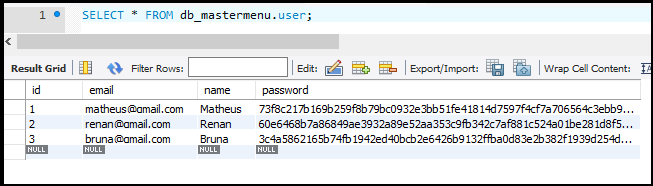 1 SELECT * FROM db_mastermenu.user;
Result Grid Filter Rows: Edit: Export/Import: Wrap Cell Content:
id email name password
1 matheus@gmail.com Matheus 73f8c217b169b259f8b79bc0932e3bb51fe41814d7597f4cf7a706564c3ebb9...
2 renan@gmail.com Renan 60e6468b7a86849ae3932a89e52aa353c9fb342c7af881c524a01be281d8f5...
3 bruna@gmail.com Bruna 3c4a5862165b74fb1942ed40bcb2e6426b9132ffba0d83e2b382f1939d254d...
NULL NULL NULL NULL